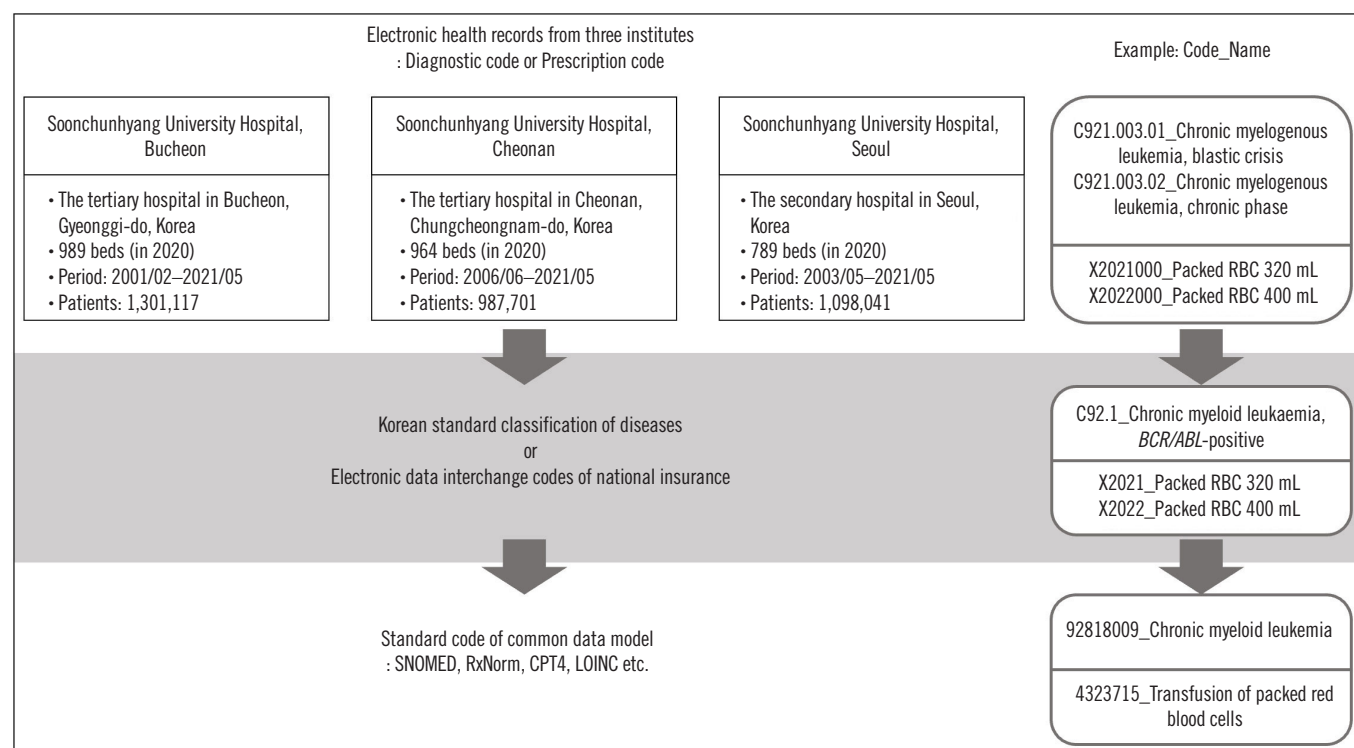 Electronic health records from three institutes
: Diagnostic code or Prescription code
Example: Code_Name
Soonchunhyang University Hospital,
Bucheon
• The tertiary hospital in Bucheon,
Gyeonggi-do, Korea
• 989 beds (in 2020)
• Period: 2001/02–2021/05
• Patients: 1,301,117
Soonchunhyang University Hospital,
Cheonan
• The tertiary hospital in Cheonan,
Chungcheongnam-do, Korea
• 964 beds (in 2020)
• Period: 2006/06–2021/05
• Patients: 987,701
Soonchunhyang University Hospital,
Seoul
• The secondary hospital in Seoul,
Korea
• 789 beds (in 2020)
• Period: 2003/05–2021/05
• Patients: 1,098,041
C921.003.01_Chronic myelogenous
leukemia, blastic crisis
C921.003.02_Chronic myelogenous
leukemia, chronic phase
X2021000_Packed RBC 320 mL
X2022000_Packed RBC 400 mL
Korean standard classification of diseases
or
Electronic data interchange codes of national insurance
C92.1_Chronic myeloid leukaemia,
BCR/ABL-positive
X2021_Packed RBC 320 mL
X2022_Packed RBC 400 mL
Standard code of common data model
: SNOMED, RxNorm, CPT4, LOINC etc.
92818009_Chronic myeloid leukemia
4323715_Transfusion of packed red
blood cells